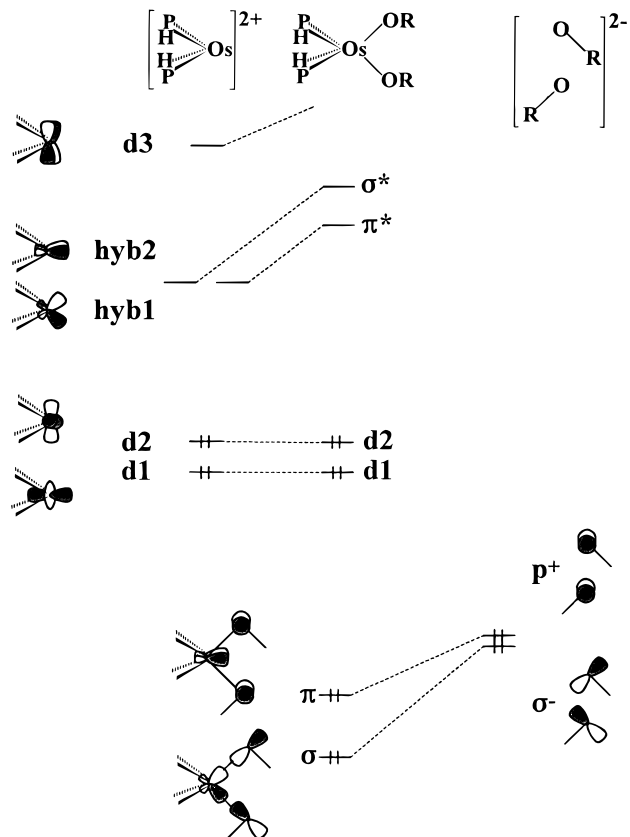 P
H
H
P
Os
2+
P
H
H
P
Os
OR
OR
O
R
O
R
2-
d3
σ*
π*
hyb2
hyb1
d2
d1
d2
d1
p+
π
σ-
σ